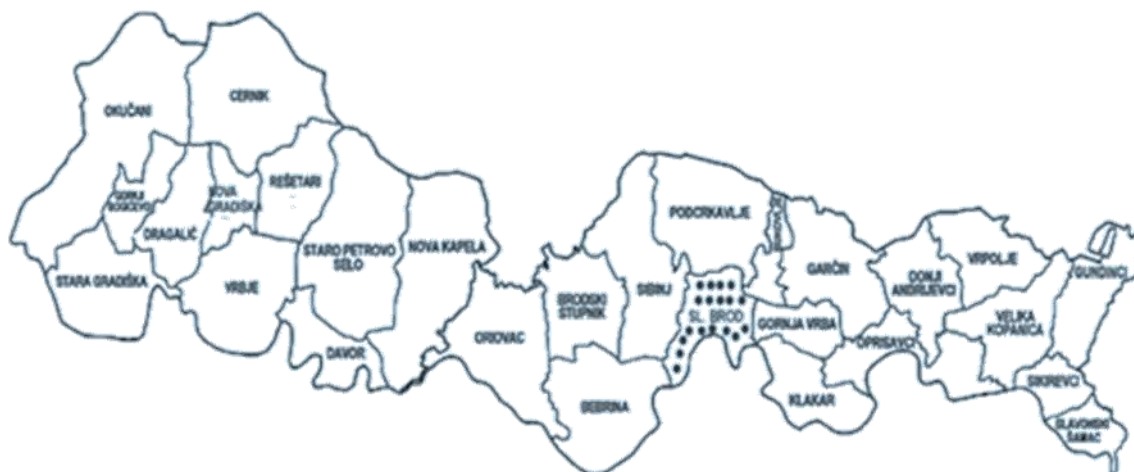 CERNIK
OKUČANI
REŠETARI
GORNJI
BOGIĆEVCI
NOVA
GRADIŠKA
DRAGALIĆ
STARA GRADIŠKA
VRBJE
STARO PETROVO
SELO
NOVA KAPELA
DAVOR
ORIOVAC
BRODSKI
STUPNIK
SIBINJ
BEBRINA
PODCRKAVLJE
SL. BROD
GARČIN
GORNJA VRBA
KLAKAR
OPRISAVCI
DONJI
ANDRIJEVCI
VRPOLJE
VELIKA
KOPANICA
GUNDINCI
SIKIREVCI
SLAVONSKI
ŠAMAC